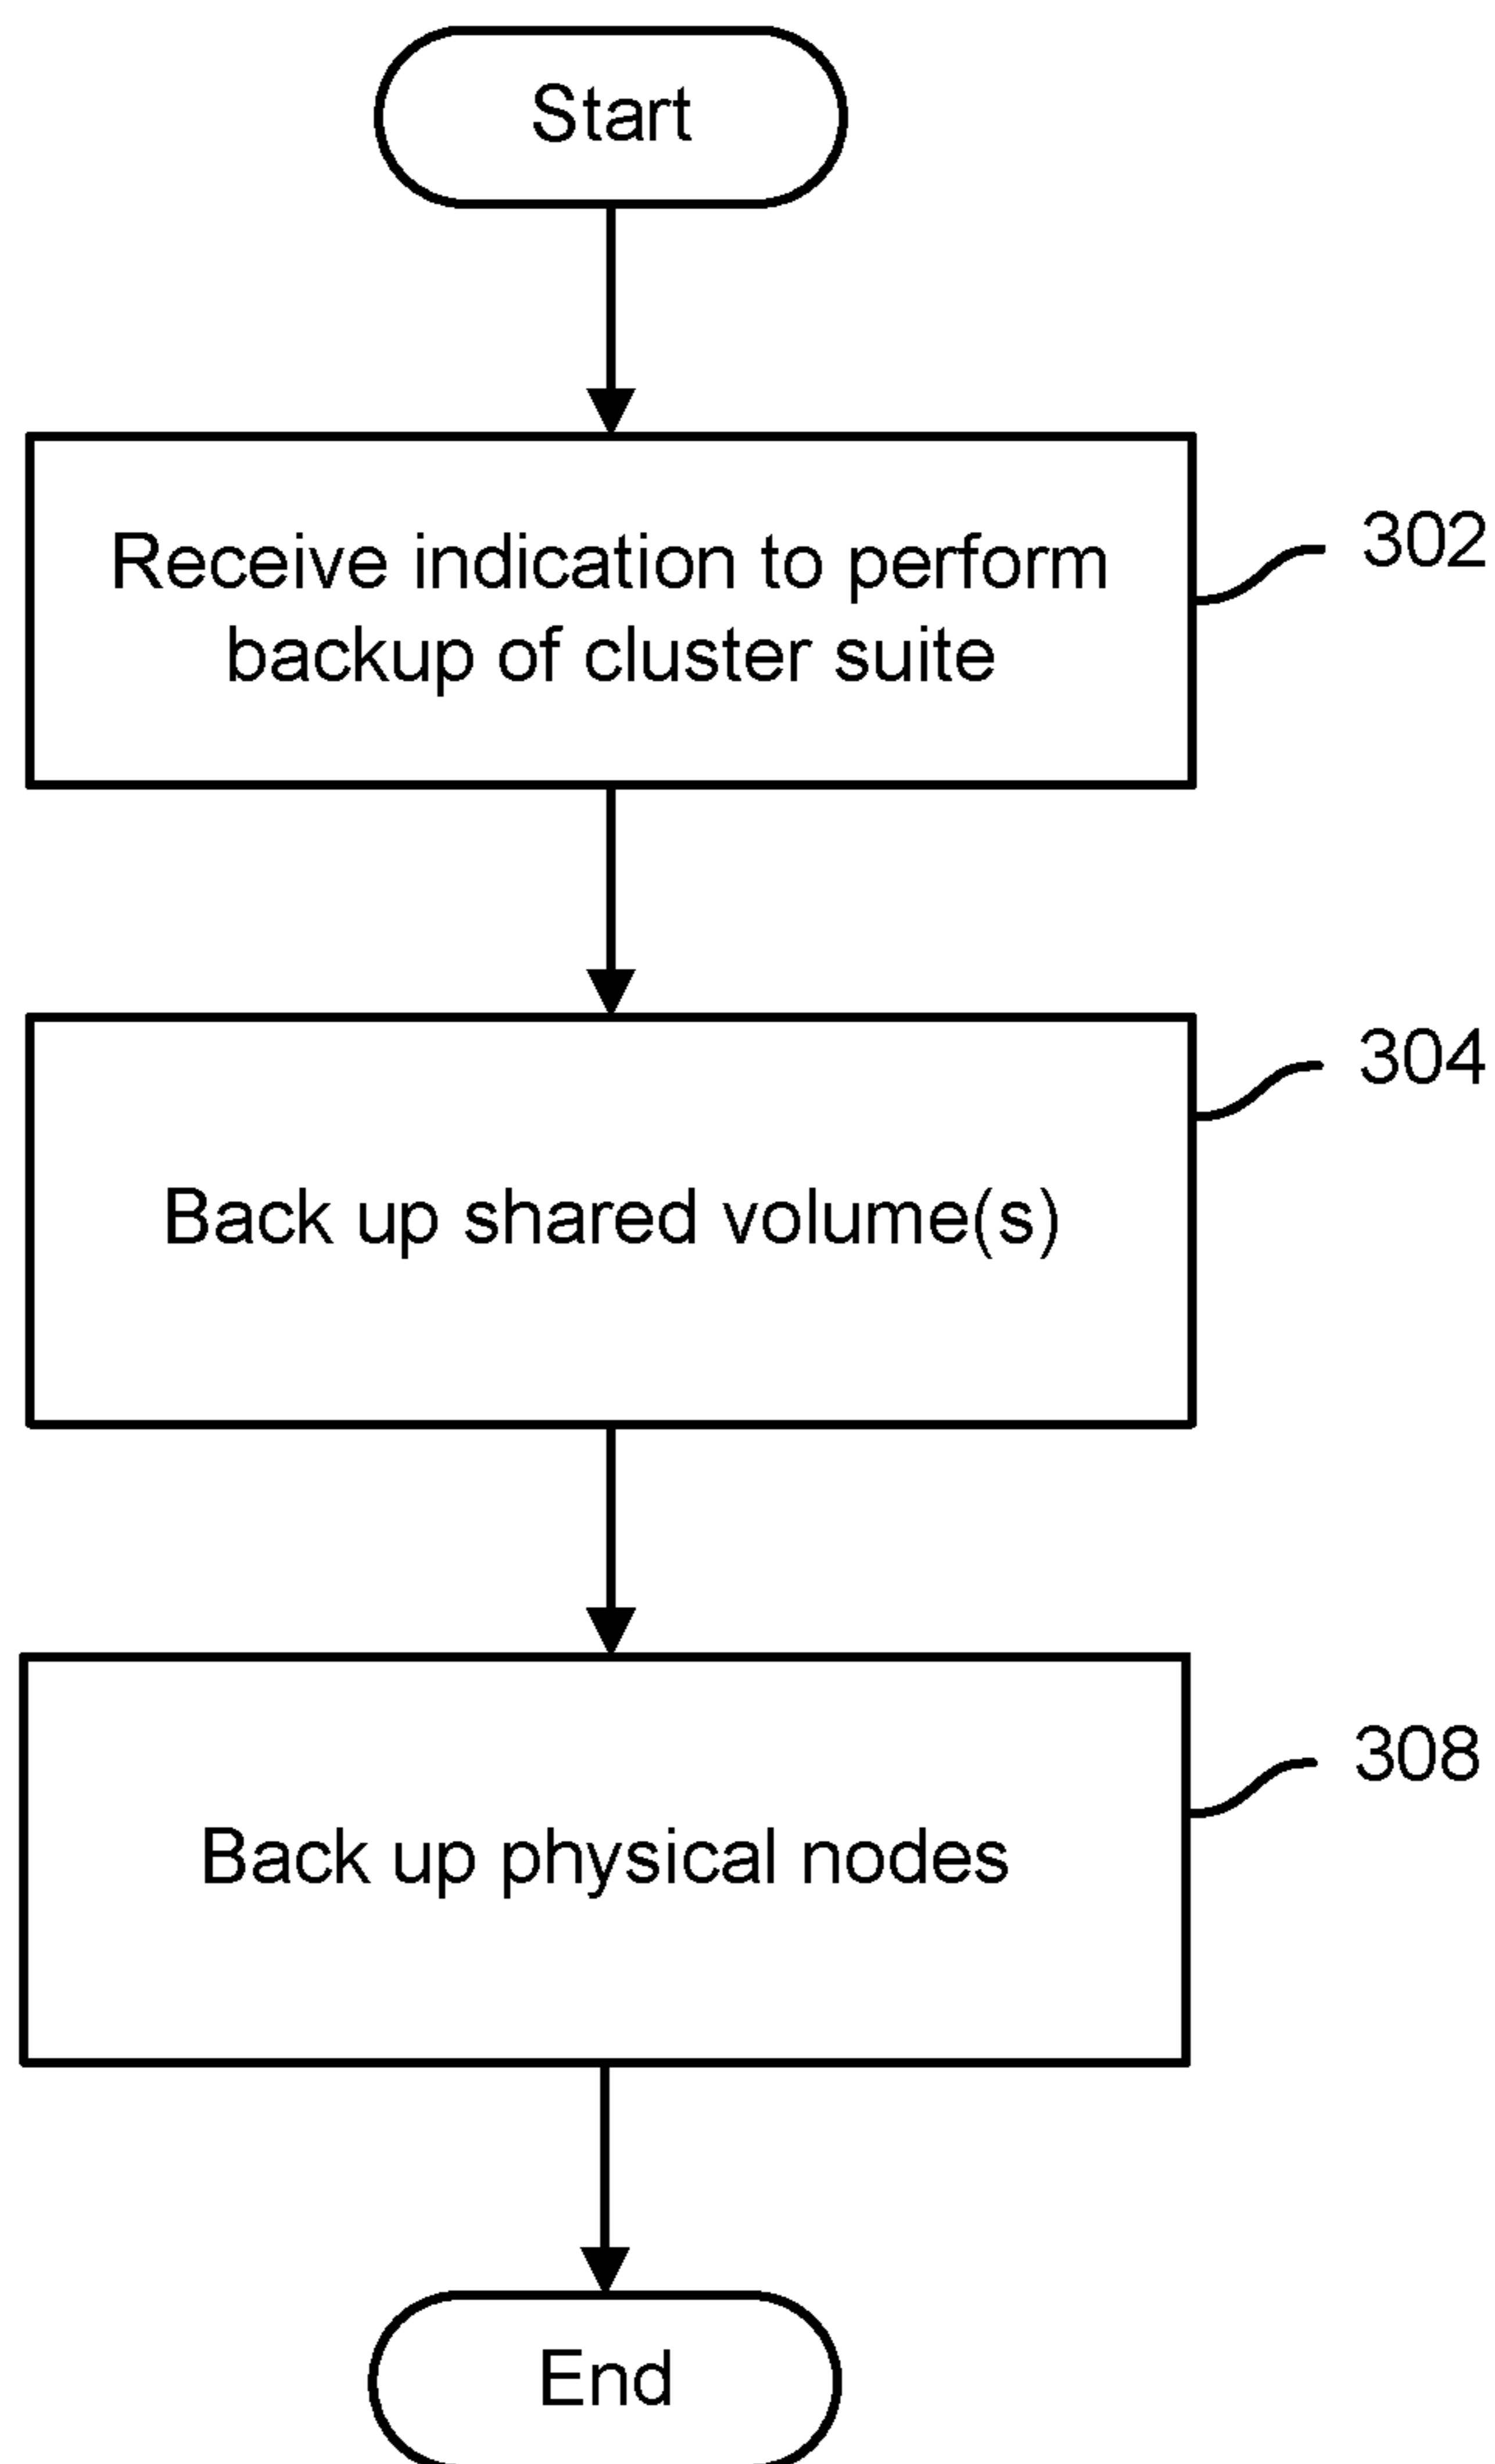 Start
Receive indication to perform
backup of cluster suite
302
Back up shared volume(s)
304
Back up physical nodes
308
End